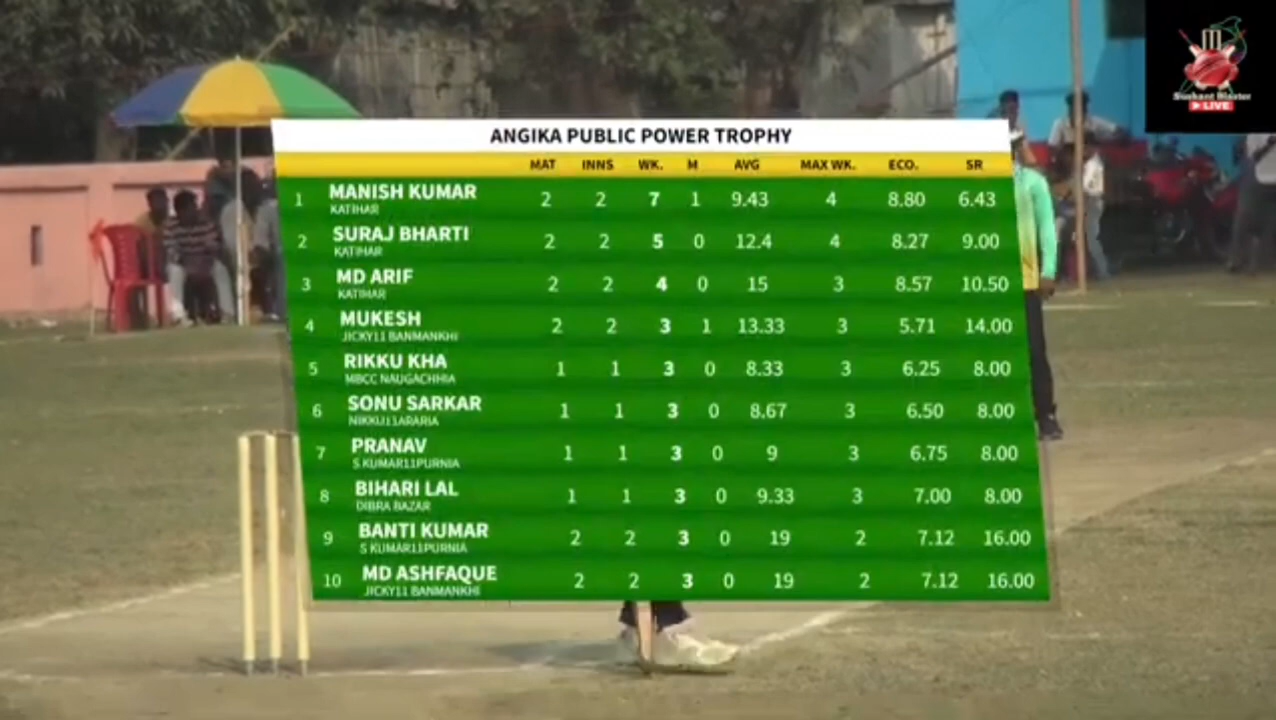 Sushant Blaster
LIVE
ANGIKA PUBLIC POWER TROPHY
MAT INNS WK. M AVG MAX WK. ECO. SR
1 MANISH KUMAR 2 2 7 1 9.43 4 8.80 6.43
KATIHAR
2 SURAJ BHARTI 2 2 5 0 12.4 4 8.27 9.00
KATIHAR
3 MD ARIF 2 2 4 0 15 3 8.57 10.50
KATIHAR
4 MUKESH 2 2 3 1 13.33 3 5.71 14.00
JICKY11 BANMANKHI
5 RIKKU KHA 1 1 3 0 8.33 3 6.25 8.00
MBCC NAUGACHHIA
6 SONU SARKAR 1 1 3 0 8.67 3 6.50 8.00
NIKKU11ARARIA
7 PRANAV 1 1 3 0 9 3 6.75 8.00
S KUMAR11PURNIA
8 BIHARI LAL 1 1 3 0 9.33 3 7.00 8.00
DIBRA BAZAR
9 BANTI KUMAR 2 2 3 0 19 2 7.12 16.00
S KUMAR11PURNIA
10 MD ASHFAQUE 2 2 3 0 19 2 7.12 16.00
JICKY11 BANMANKHI